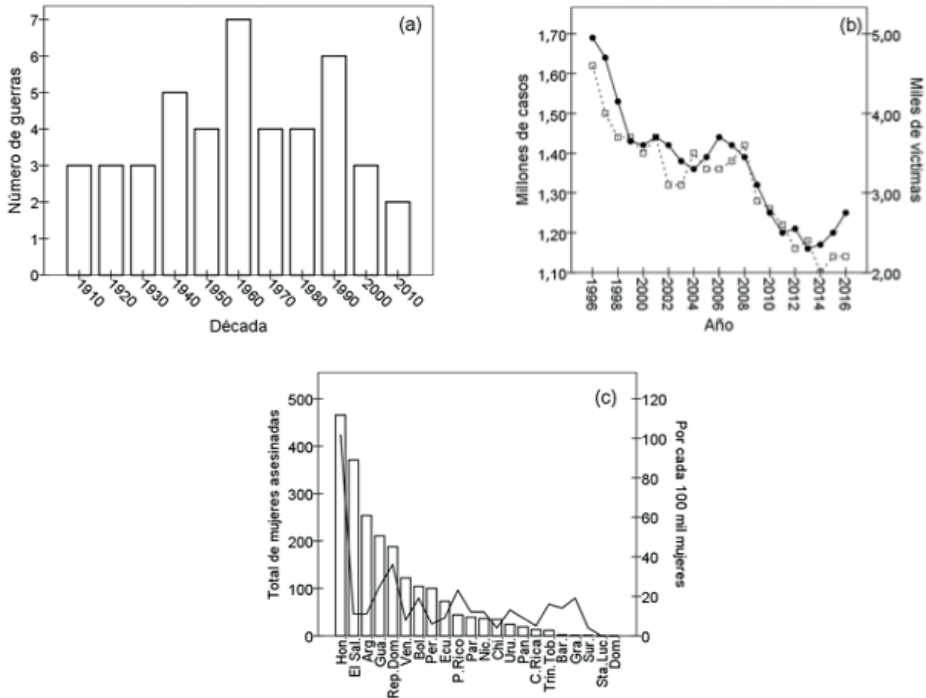 (a)
Número de guerras
7
6
5
4
3
2
1
0
1910
1920
1930
1940
1950
1960
1970
1980
1990
2000
2010
Década
(b)
Millones de casos
1,70
1,60
1,50
1,40
1,30
1,20
1,10
5,00
4,00
3,00
2,00
Miles de víctimas
1996
1998
2000
2002
2004
2006
2008
2010
2012
2014
2016
Año
(c)
Total de mujeres asesinadas
500
400
300
200
100
0
120
100
80
60
40
20
0
Por cada 100 mil mujeres
Hon.
El Sal.
Arg.
Gua.
Rep.Dom.
Ven.
Bol.
Per.
Ecu.
P.Rico
Par.
Nic.
Chi.
Uru.
Pan.
C.Rica
Trin.Tob.
Bar.
Gra.
Sur.
Sta.Luc.
Dom.